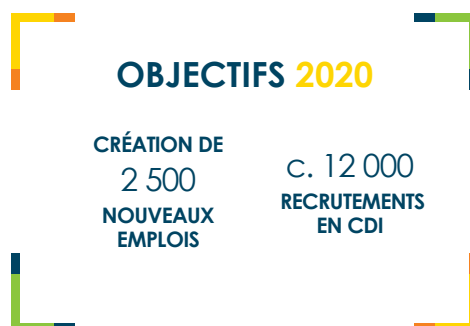 OBJECTIFS 2020
CRÉATION DE
2 500
NOUVEAUX
EMPLOIS
c. 12 000
RECRUTEMENTS
EN CDI